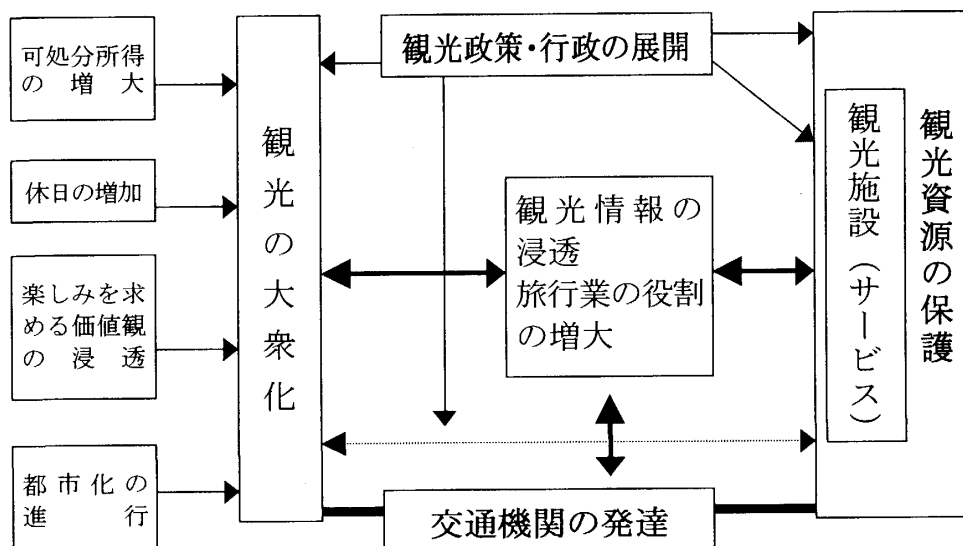 可処分所得
の増大
休日の増加
楽しみを求
める価値観
の浸透
都市化の
進行
観光の大衆化
観光政策・行政の展開
観光情報の
浸透
旅行業の役割
の増大
交通機関の発達
観光施設（サービス）
観光資源の保護